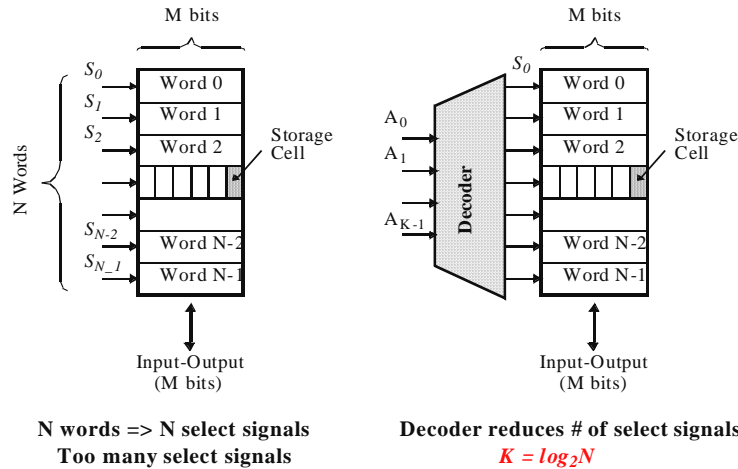 M bits
S0
S1
S2
SN-2
SN_1
N Words
Word 0
Word 1
Word 2
Word N-2
Word N-1
Storage
Cell
Input-Output
(M bits)
N words => N select signals
Too many select signals
M bits
A0
A1
AK-1
Decoder
S0
Word 0
Word 1
Word 2
Word N-2
Word N-1
Storage
Cell
Input-Output
(M bits)
Decoder reduces # of select signals
K = log2N